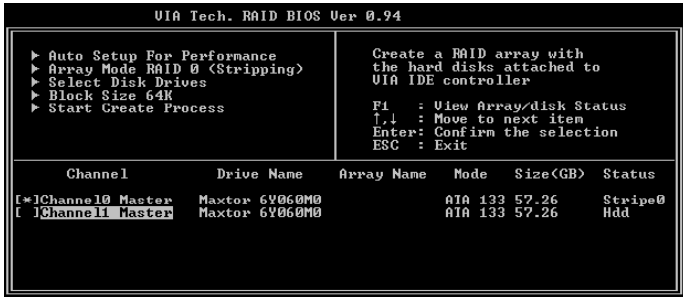 VIA Tech. RAID BIOS Ver 0.94
▶ Auto Setup For Performance
▶ Array Mode RAID 0 (Stripping)
▶ Select Disk Drives
▶ Block Size 64K
▶ Start Create Process
Create a RAID array with
the hard disks attached to
VIA IDE controller
F1 : View Array/disk Status
↑,↓ : Move to next item
Enter: Confirm the selection
ESC : Exit
Channel Drive Name Array Name Mode Size(GB) Status
[*]Channel0 Master Maxtor 6Y060M0 ATA 133 57.26 Stripe0
[ ]Channel1 Master Maxtor 6Y060M0 ATA 133 57.26 Hdd